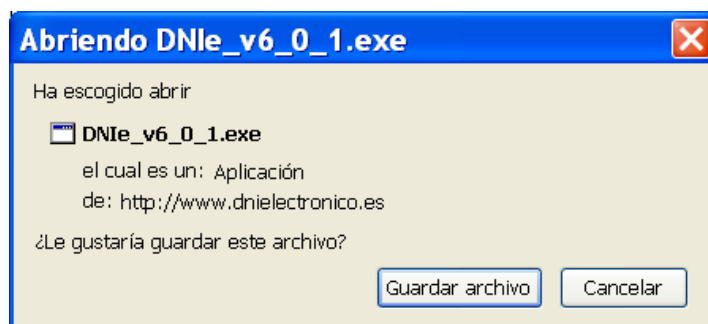 Abriendo DNIe_v6_0_1.exe
Ha escogido abrir
DNIe_v6_0_1.exe
el cual es un: Aplicación
de: http://www.dnielectronico.es
¿Le gustaría guardar este archivo?
Guardar archivo Cancelar